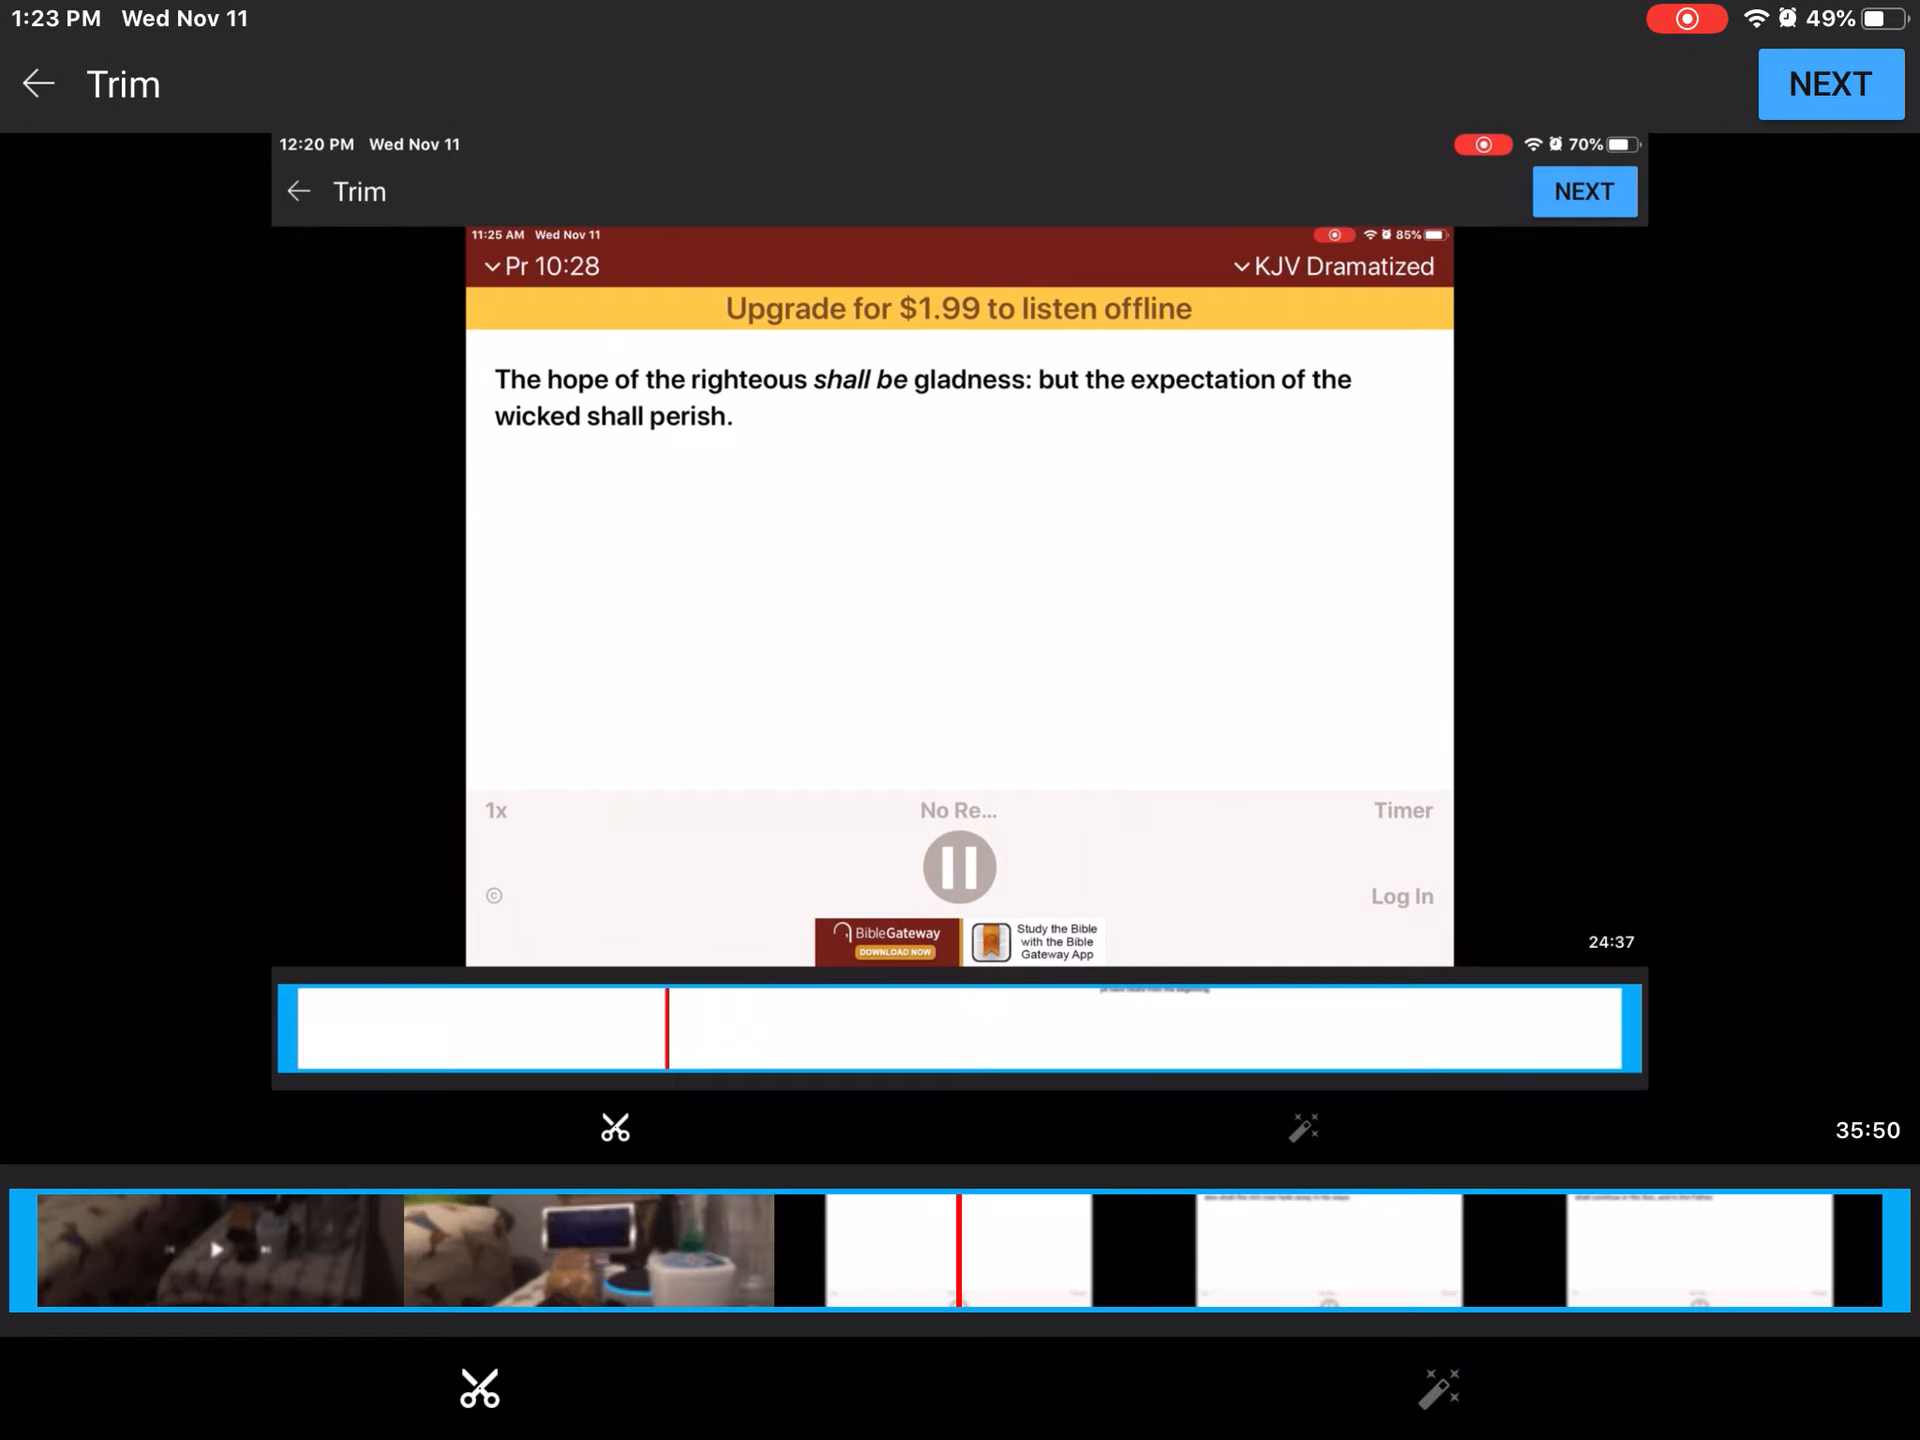 1:23 PM Wed Nov 11 49%
Trim NEXT
12:20 PM Wed Nov 11 70%
Trim NEXT
11:25 AM Wed Nov 11 85%
Pr 10:28 KJV Dramatized
Upgrade for $1.99 to listen offline
The hope of the righteous shall be gladness: but the expectation of the
wicked shall perish.
1x No Re... Timer
© Log In
BibleGateway
DOWNLOAD NOW
Study the Bible
with the Bible
Gateway App
24:37
35:50